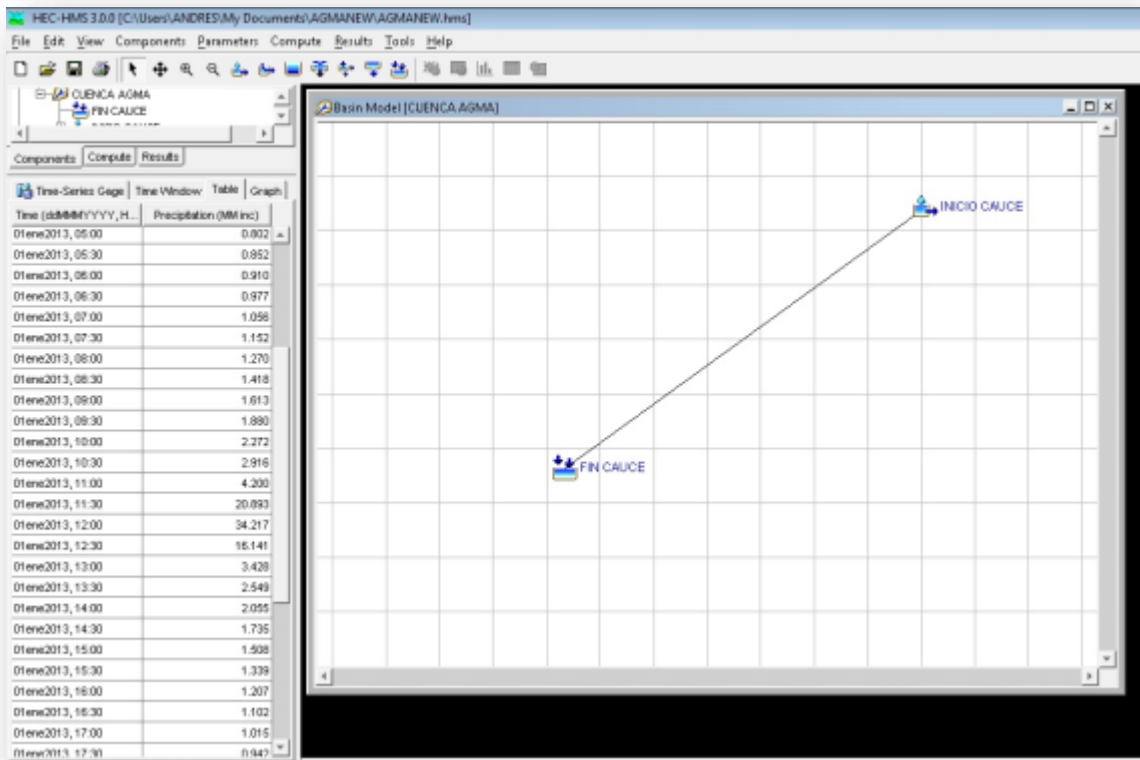 HEC-HMS 3.0.0 [C:\Users\ANDRES\My Documents\AGMANEW\AGMANEW.hms]
File Edit View Components Parameters Compute Results Tools Help
CUENCA AGMA
FIN CAUCE
Components Compute Results
Time-Series Gage Time Window Table Graph
Time (ddMMMYYYY, H... Precipitation (MM inc)
01ene2013, 05:00 0.802
01ene2013, 05:30 0.852
01ene2013, 06:00 0.910
01ene2013, 06:30 0.977
01ene2013, 07:00 1.056
01ene2013, 07:30 1.152
01ene2013, 08:00 1.270
01ene2013, 08:30 1.418
01ene2013, 09:00 1.613
01ene2013, 09:30 1.880
01ene2013, 10:00 2.272
01ene2013, 10:30 2.916
01ene2013, 11:00 4.200
01ene2013, 11:30 20.893
01ene2013, 12:00 34.217
01ene2013, 12:30 16.141
01ene2013, 13:00 3.428
01ene2013, 13:30 2.549
01ene2013, 14:00 2.055
01ene2013, 14:30 1.735
01ene2013, 15:00 1.508
01ene2013, 15:30 1.339
01ene2013, 16:00 1.207
01ene2013, 16:30 1.102
01ene2013, 17:00 1.015
01ene2013, 17:30 0.942
Basin Model [CUENCA AGMA]
INICIO CAUCE
FIN CAUCE